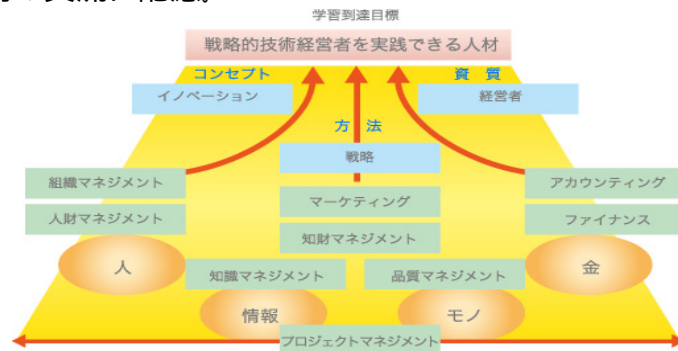 学習到達目標
戦略的技術経営者を実践できる人材
コンセプト
資 質
イノベーション
経営者
方 法
戦略
組織マネジメント
アカウンティング
マーケティング
人財マネジメント
ファイナンス
知財マネジメント
人
知識マネジメント
品質マネジメント
金
情報
モノ
プロジェクトマネジメント